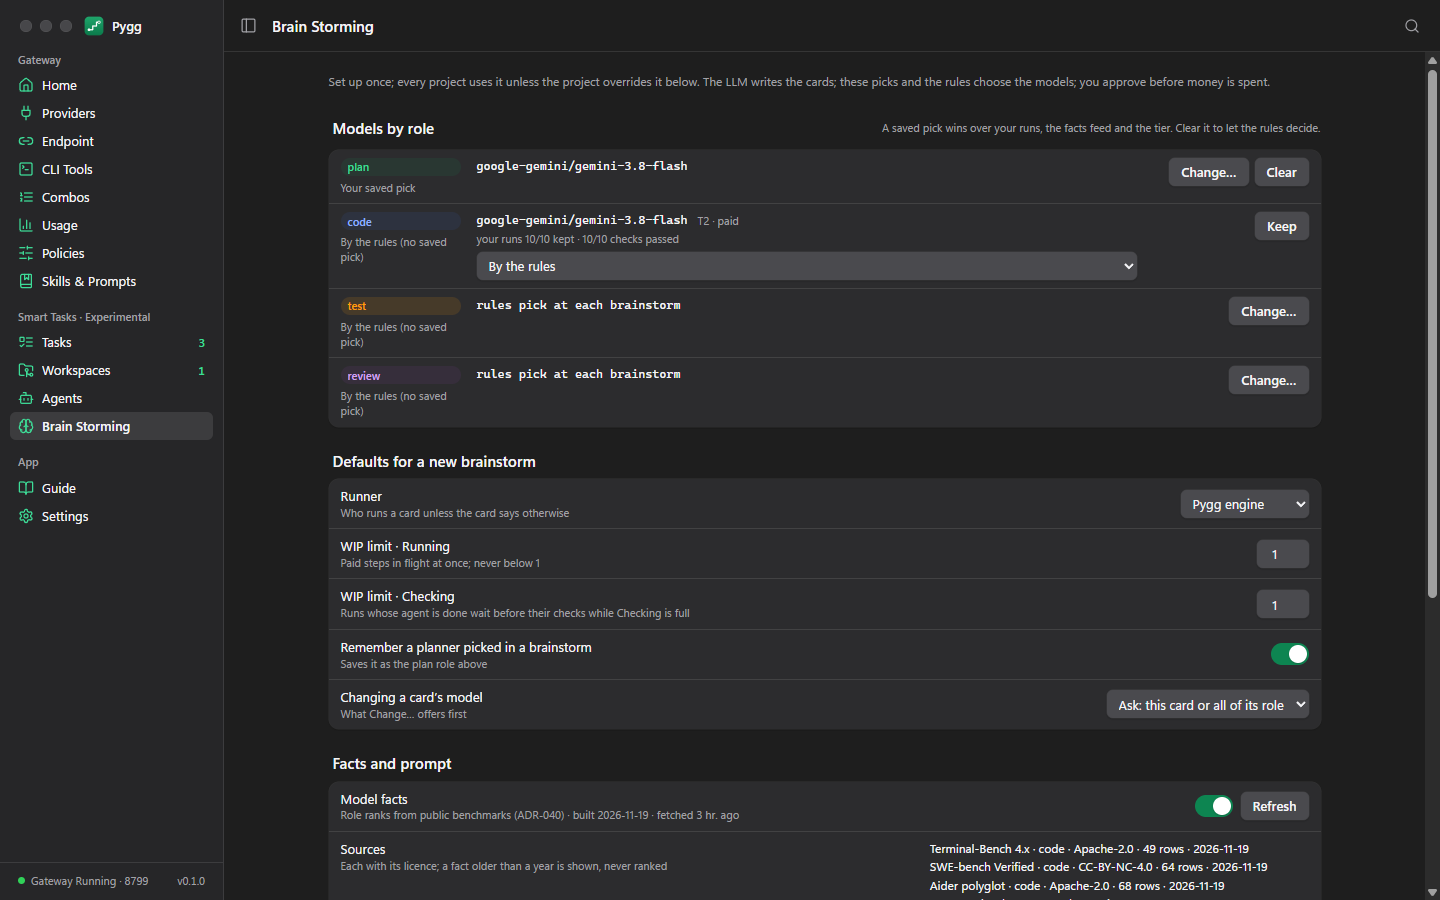 Pygg
Gateway
Home
Providers
Endpoint
CLI Tools
Combos
Usage
Policies
Skills & Prompts
Smart Tasks · Experimental
Tasks 3
Workspaces 1
Agents
Brain Storming
App
Guide
Settings
Gateway Running · 8799 v0.1.0
Brain Storming
Set up once; every project uses it unless the project overrides it below. The LLM writes the cards; these picks and the rules choose the models; you approve before money is spent.
Models by role
A saved pick wins over your runs, the facts feed and the tier. Clear it to let the rules decide.
plan
Your saved pick
google-gemini/gemini-3.8-flash
Change...
Clear
code
By the rules (no saved
pick)
google-gemini/gemini-3.8-flash T2 · paid
your runs 10/10 kept · 10/10 checks passed
By the rules
Keep
test
By the rules (no saved
pick)
rules pick at each brainstorm
Change...
review
By the rules (no saved
pick)
rules pick at each brainstorm
Change...
Defaults for a new brainstorm
Runner
Who runs a card unless the card says otherwise
Pygg engine
WIP limit · Running
Paid steps in flight at once; never below 1
1
WIP limit · Checking
Runs whose agent is done wait before their checks while Checking is full
1
Remember a planner picked in a brainstorm
Saves it as the plan role above
Changing a card's model
What Change... offers first
Ask: this card or all of its role
Facts and prompt
Model facts
Role ranks from public benchmarks (ADR-040) · built 2026-11-19 · fetched 3 hr. ago
Refresh
Sources
Each with its licence; a fact older than a year is shown, never ranked
Terminal-Bench 4.x · code · Apache-2.0 · 49 rows · 2026-11-19
SWE-bench Verified · code · CC-BY-NC-4.0 · 64 rows · 2026-11-19
Aider polyglot · code · Apache-2.0 · 68 rows · 2026-11-19